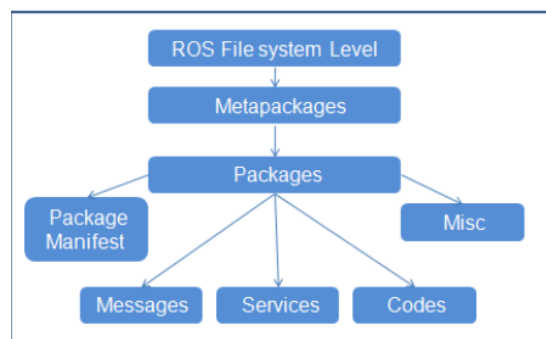 ROS File system Level
Metapackages
Packages
Package
Manifest
Misc
Messages
Services
Codes